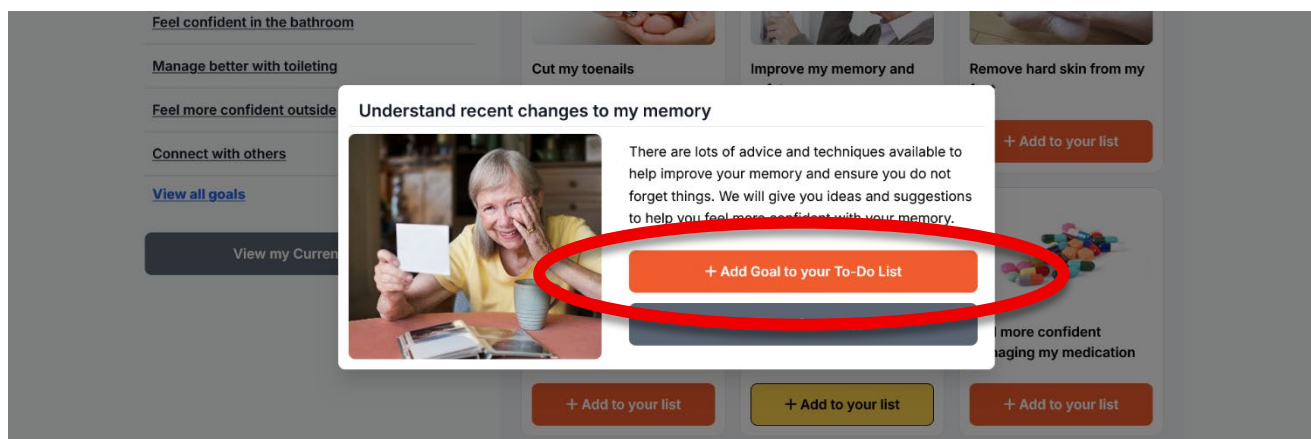 Feel confident in the bathroom
Manage better with toileting
Feel more confident outside
Connect with others
View all goals
View my Curren
Cut my toenails
Improve my memory and
Remove hard skin from my
+ Add to your list
Understand recent changes to my memory
There are lots of advice and techniques available to
help improve your memory and ensure you do not
forget things. We will give you ideas and suggestions
to help you feel more confident with your memory.
+ Add Goal to your To-Do List
more confident
aging my medication
+ Add to your list
+ Add to your list
+ Add to your list